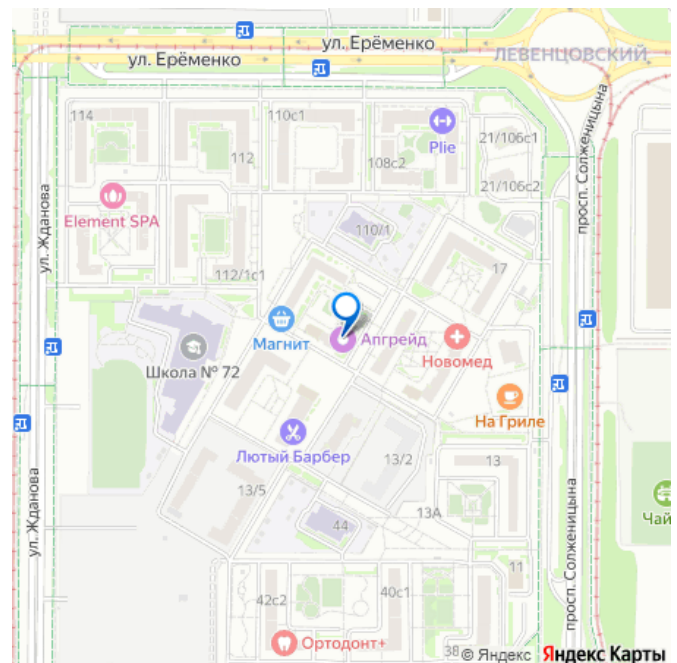 ул. Ерёменко
ул. Ерёменко
ЛЕВЕНЦОВСКИЙ
просп. Солженицына
114
110с1
Plie
21/106с1
112
108с2
21/106с2
Element SPA
ул. Жданова
110/1
112/1с1
17
Магнит
Апгрейд
Новомед
Школа № 72
На Гриле
Лютый Барбер
13/2
13
13/5
13А
Чай
ул. Жданова
44
просп. Солженицына
11
42с2
40с1
Ортодонт+
38
© Яндекс Яндекс Карты